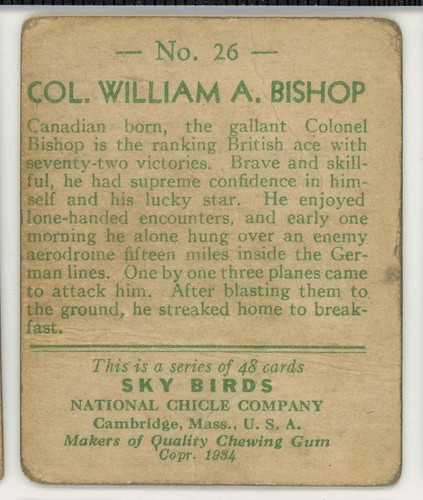 — No. 26 —
COL. WILLIAM A. BISHOP
Canadian born, the gallant Colonel
Bishop is the ranking British ace with
seventy-two victories. Brave and skill-
ful, he had supreme confidence in him-
self and his lucky star. He enjoyed
lone-handed encounters, and early one
morning he alone hung over an enemy
aerodrome fifteen miles inside the Ger-
man lines. One by one three planes came
to attack him. After blasting them to
the ground, he streaked home to break-
fast.
This is a series of 48 cards
SKY BIRDS
NATIONAL CHICLE COMPANY
Cambridge, Mass., U. S. A.
Makers of Quality Chewing Gum
Copr. 1934